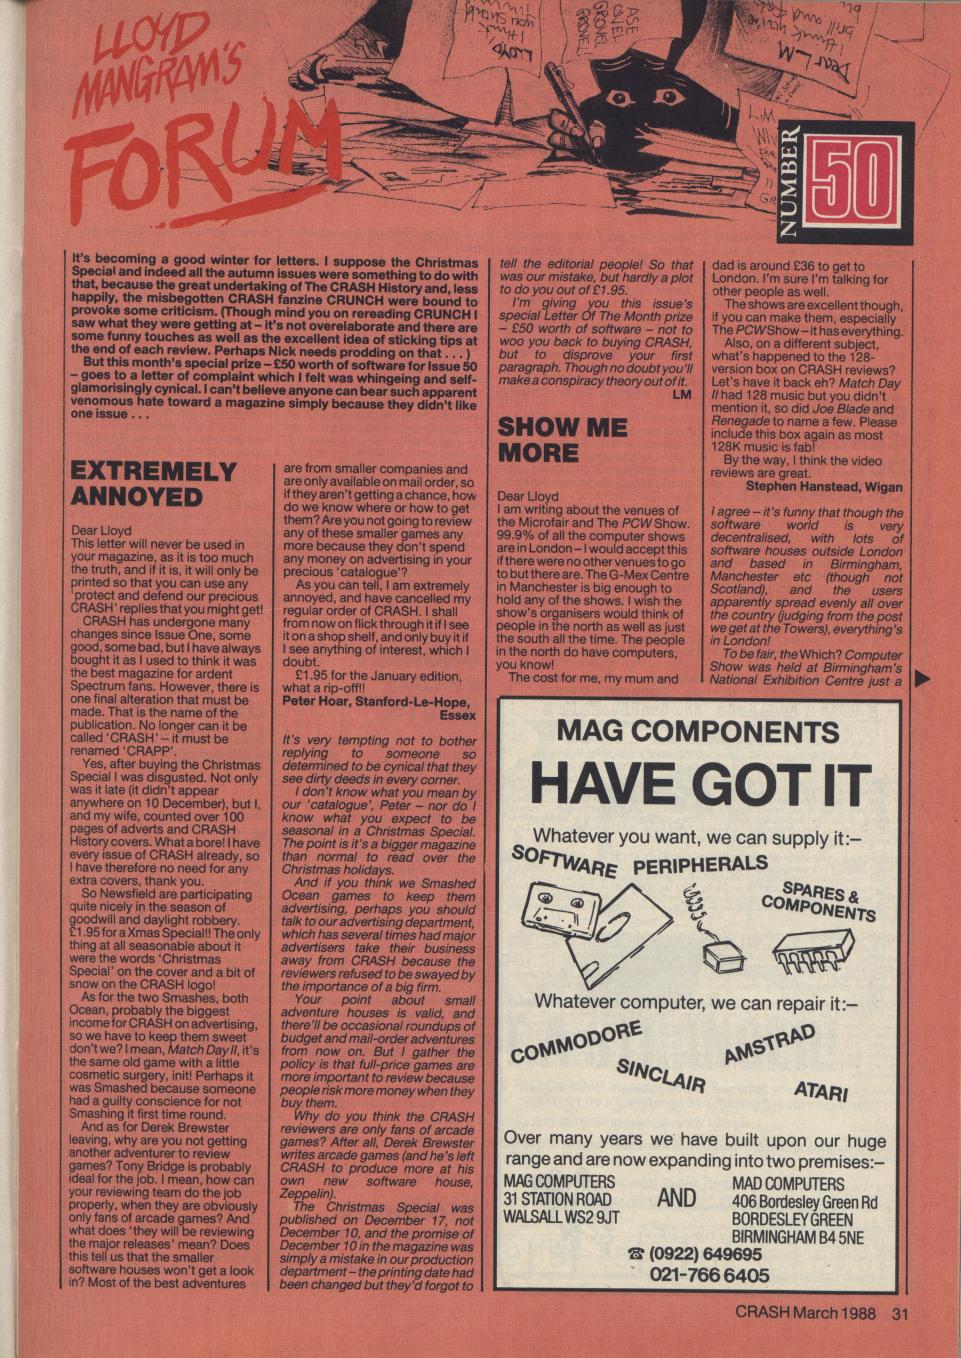 LLOYD
MANGRAM'S
FORUM
Dear LM
I think you're
LLOYD,
I think
you should
L.M
NUMBER
50
It's becoming a good winter for letters. I suppose the Christmas
Special and indeed all the autumn issues were something to do with
that, because the great undertaking of The CRASH History and, less
happily, the misbegotten CRASH fanzine CRUNCH were bound to
provoke some criticism. (Though mind you on rereading CRUNCH I
saw what they were getting at – it's not overelaborate and there are
some funny touches as well as the excellent idea of sticking tips at
the end of each review. Perhaps Nick needs prodding on that . . . )
But this month's special prize – £50 worth of software for Issue 50
– goes to a letter of complaint which I felt was whingeing and self-
glamorisingly cynical. I can't believe anyone can bear such apparent
venomous hate toward a magazine simply because they didn't like
one issue . . .
EXTREMELY
ANNOYED
Dear Lloyd
This letter will never be used in
your magazine, as it is too much
the truth, and if it is, it will only be
printed so that you can use any
'protect and defend our precious
CRASH' replies that you might get!
CRASH has undergone many
changes since Issue One, some
good, some bad, but I have always
bought it as I used to think it was
the best magazine for ardent
Spectrum fans. However, there is
one final alteration that must be
made. That is the name of the
publication. No longer can it be
called 'CRASH' – it must be
renamed 'CRAPP'.
Yes, after buying the Christmas
Special I was disgusted. Not only
was it late (it didn't appear
anywhere on 10 December), but I,
and my wife, counted over 100
pages of adverts and CRASH
History covers. What a bore! I have
every issue of CRASH already, so
I have therefore no need for any
extra covers, thank you.
So Newsfield are participating
quite nicely in the season of
goodwill and daylight robbery.
£1.95 for a Xmas Special!! The only
thing at all seasonable about it
were the words 'Christmas
Special' on the cover and a bit of
snow on the CRASH logo!
As for the two Smashes, both
Ocean, probably the biggest
income for CRASH on advertising,
so we have to keep them sweet
don't we? I mean, Match Day II, it's
the same old game with a little
cosmetic surgery, init! Perhaps it
was Smashed because someone
had a guilty conscience for not
Smashing it first time round.
And as for Derek Brewster
leaving, why are you not getting
another adventurer to review
games? Tony Bridge is probably
ideal for the job. I mean, how can
your reviewing team do the job
properly, when they are obviously
only fans of arcade games? And
what does 'they will be reviewing
the major releases' mean? Does
this tell us that the smaller
software houses won't get a look
in? Most of the best adventures
are from smaller companies and
are only available on mail order, so
if they aren't getting a chance, how
do we know where or how to get
them? Are you not going to review
any of these smaller games any
more because they don't spend
any money on advertising in your
precious 'catalogue'?
As you can tell, I am extremely
annoyed, and have cancelled my
regular order of CRASH. I shall
from now on flick through it if I see
it on a shop shelf, and only buy it if
I see anything of interest, which I
doubt.
£1.95 for the January edition,
what a rip-off!!
Peter Hoar, Stanford-Le-Hope,
Essex
It's very tempting not to bother
replying to someone so
determined to be cynical that they
see dirty deeds in every corner.
I don't know what you mean by
our 'catalogue', Peter – nor do I
know what you expect to be
seasonal in a Christmas Special.
The point is it's a bigger magazine
than normal to read over the
Christmas holidays.
And if you think we Smashed
Ocean games to keep them
advertising, perhaps you should
talk to our advertising department,
which has several times had major
advertisers take their business
away from CRASH because the
reviewers refused to be swayed by
the importance of a big firm.
Your point about small
adventure houses is valid, and
there'll be occasional roundups of
budget and mail-order adventures
from now on. But I gather the
policy is that full-price games are
more important to review because
people risk more money when they
buy them.
Why do you think the CRASH
reviewers are only fans of arcade
games? After all, Derek Brewster
writes arcade games (and he's left
CRASH to produce more at his
own new software house,
Zeppelin).
The Christmas Special was
published on December 17, not
December 10, and the promise of
December 10 in the magazine was
simply a mistake in our production
department – the printing date had
been changed but they'd forgot to
tell the editorial people! So that
was our mistake, but hardly a plot
to do you out of £1.95.
I'm giving you this issue's
special Letter Of The Month prize
– £50 worth of software – not to
woo you back to buying CRASH,
but to disprove your first
paragraph. Though no doubt you'll
make a conspiracy theory out of it.
LM
SHOW ME
MORE
Dear Lloyd
I am writing about the venues of
the Microfair and The PCW Show.
99.9% of all the computer shows
are in London – I would accept this
if there were no other venues to go
to but there are. The G-Mex Centre
in Manchester is big enough to
hold any of the shows. I wish the
show's organisers would think of
people in the north as well as just
the south all the time. The people
in the north do have computers,
you know!
The cost for me, my mum and
dad is around £36 to get to
London. I'm sure I'm talking for
other people as well.
The shows are excellent though,
if you can make them, especially
The PCW Show – it has everything.
Also, on a different subject,
what's happened to the 128-
version box on CRASH reviews?
Let's have it back eh? Match Day
II had 128 music but you didn't
mention it, so did Joe Blade and
Renegade to name a few. Please
include this box again as most
128K music is fab!
By the way, I think the video
reviews are great.
Stephen Hanstead, Wigan
I agree – it's funny that though the
software world is very
decentralised, with lots of
software houses outside London
and based in Birmingham,
Manchester etc (though not
Scotland), and the users
apparently spread evenly all over
the country (judging from the post
we get at the Towers), everything's
in London!
To be fair, the Which? Computer
Show was held at Birmingham's
National Exhibition Centre just a
MAG COMPONENTS
HAVE GOT IT
Whatever you want, we can supply it:–
SOFTWARE PERIPHERALS
SPARES &
COMPONENTS
Whatever computer, we can repair it:–
COMMODORE
SINCLAIR
AMSTRAD
ATARI
Over many years we have built upon our huge
range and are now expanding into two premises:–
MAG COMPUTERS
31 STATION ROAD
WALSALL WS2 9JT
AND
MAD COMPUTERS
406 Bordesley Green Rd
BORDESLEY GREEN
BIRMINGHAM B4 5NE
☎ (0922) 649695
021-766 6405
CRASH March 1988 31